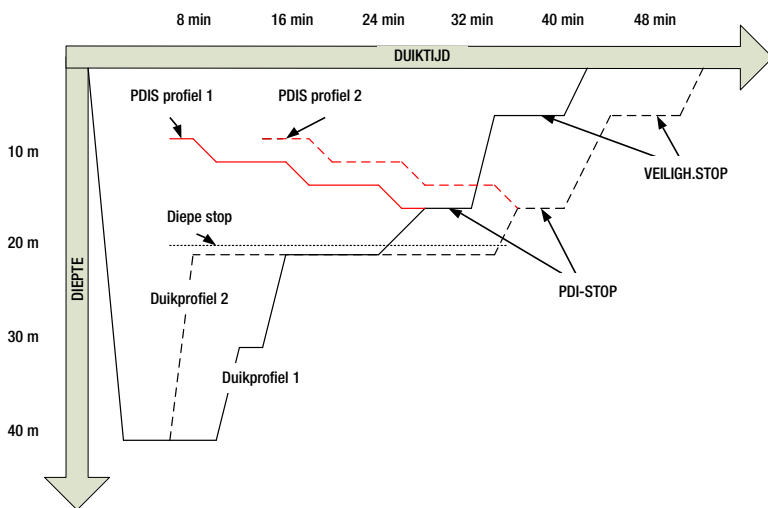 8 min 16 min 24 min 32 min 40 min 48 min
DUIKTIJD
PDIS profiel 1 PDIS profiel 2
10 m
VEILIGH.STOP
Diepe stop
20 m
DIEPTE
PDI-STOP
Duikprofiel 2
30 m
Duikprofiel 1
40 m